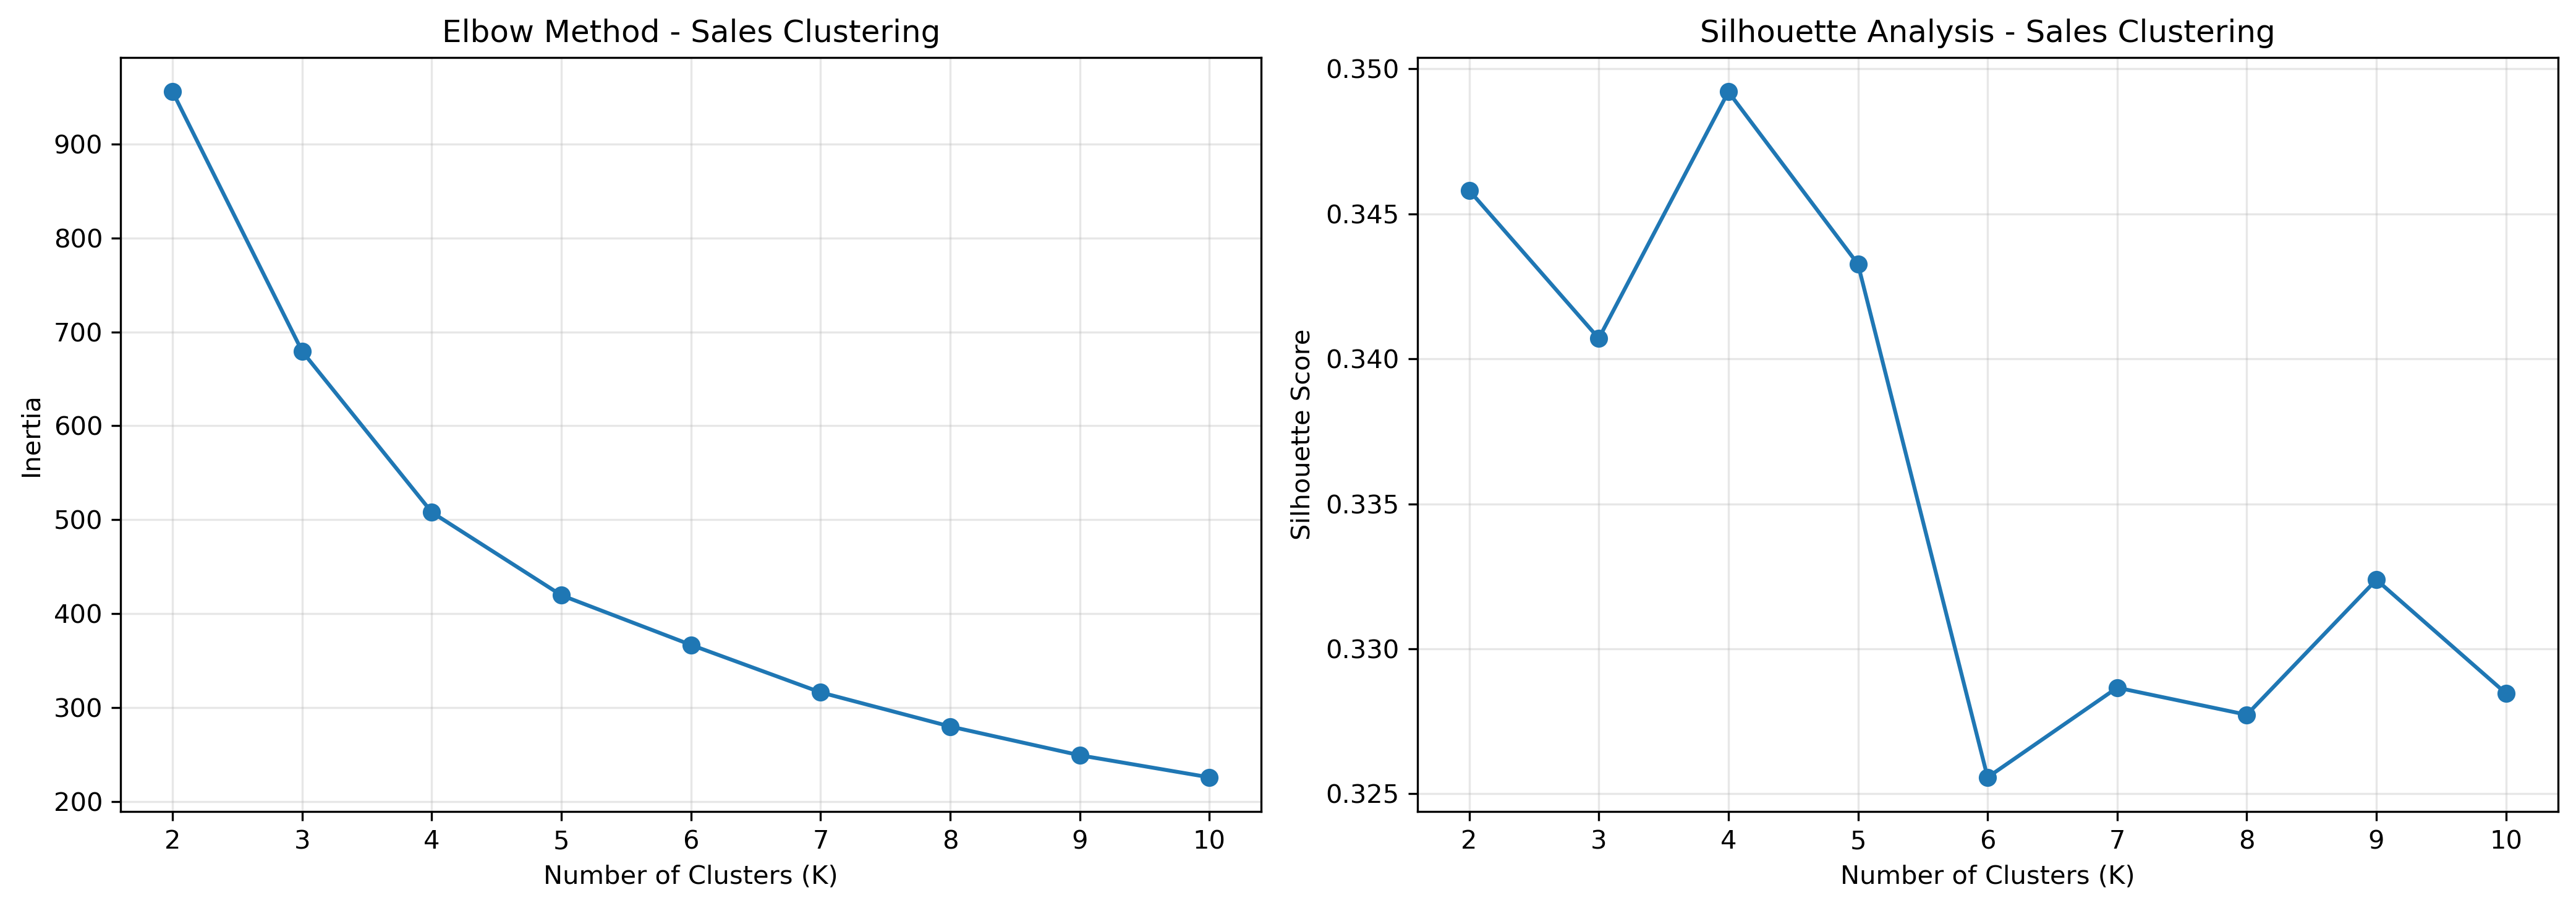 Elbow Method - Sales Clustering
900
800
700
600
500
400
300
200
Inertia
2 3 4 5 6 7 8 9 10
Number of Clusters (K)
Silhouette Analysis - Sales Clustering
0.350
0.345
0.340
0.335
0.330
0.325
Silhouette Score
2 3 4 5 6 7 8 9 10
Number of Clusters (K)